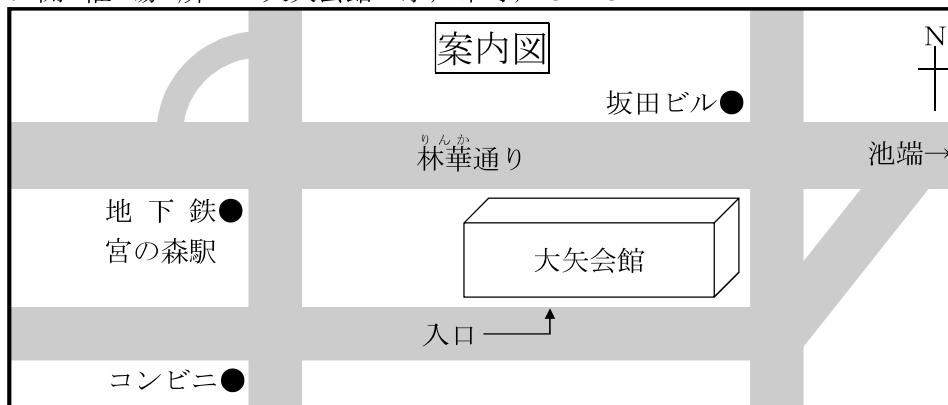 案内図
N
坂田ビル●
りんか
林華通り
池端→
地下鉄●
宮の森駅
大矢会館
入口
コンビニ●